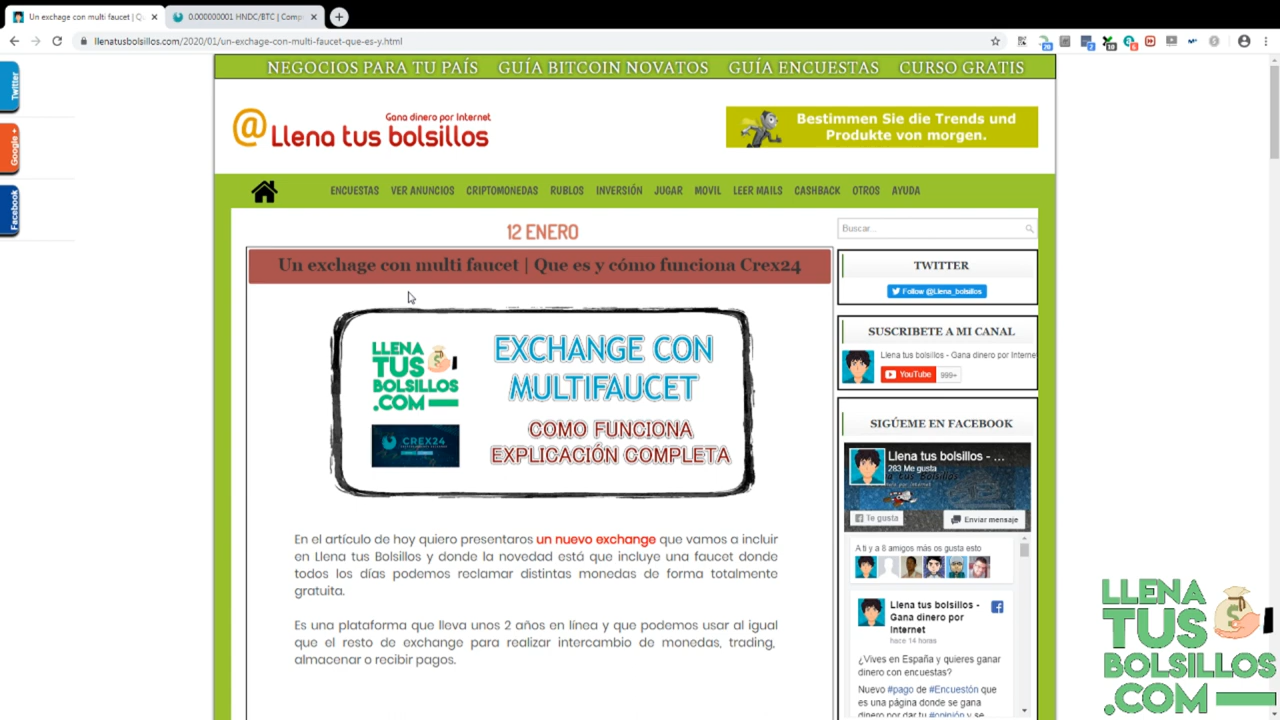 Un exchage con multi faucet | Qu
0.000000001 HNDC/BTC | Comp
llenatusbolsillos.com/2020/01/un-exchage-con-multi-faucet-que-es-y.html
Twitter
Google +
Facebook
NEGOCIOS PARA TU PAÍS GUÍA BITCOIN NOVATOS GUÍA ENCUESTAS CURSO GRATIS
Gana dinero por Internet
@Llena tus bolsillos
Bestimmen Sie die Trends und
Produkte von morgen.
ENCUESTAS VER ANUNCIOS CRIPTOMONEDAS RUBLOS INVERSIÓN JUGAR MOVIL LEER MAILS CASHBACK OTROS AYUDA
12 ENERO
Un exchage con multi faucet | Que es y cómo funciona Crex24
LLENA
TUS
BOLSILLOS
.COM
CREX24
EXCHANGE CON
MULTIFAUCET
COMO FUNCIONA
EXPLICACIÓN COMPLETA
En el artículo de hoy quiero presentaros un nuevo exchange que vamos a incluir
en Llena tus Bolsillos y donde la novedad está que incluye una faucet donde
todos los días podemos reclamar distintas monedas de forma totalmente
gratuita.
Es una plataforma que lleva unos 2 años en línea y que podemos usar al igual
que el resto de exchange para realizar intercambio de monedas, trading,
almacenar o recibir pagos.
Buscar...
TWITTER
Follow @Llena_bolsillos
SUSCRIBETE A MI CANAL
Llena tus bolsillos - Gana dinero por Interne
YouTube 999+
SIGÚEME EN FACEBOOK
Llena tus bolsillos - ...
283 Me gusta
Te gusta
Enviar mensaje
A ti y a 8 amigos más os gusta esto
Llena tus bolsillos -
Gana dinero por
Internet
hace 14 horas
¿Vives en España y quieres ganar
dinero con encuestas?
Nuevo #pago de #Encuestón que
es una página donde se gana
dinero por dar tu #opinión y se
LLENA
TUS
BOLSILLOS
.COM